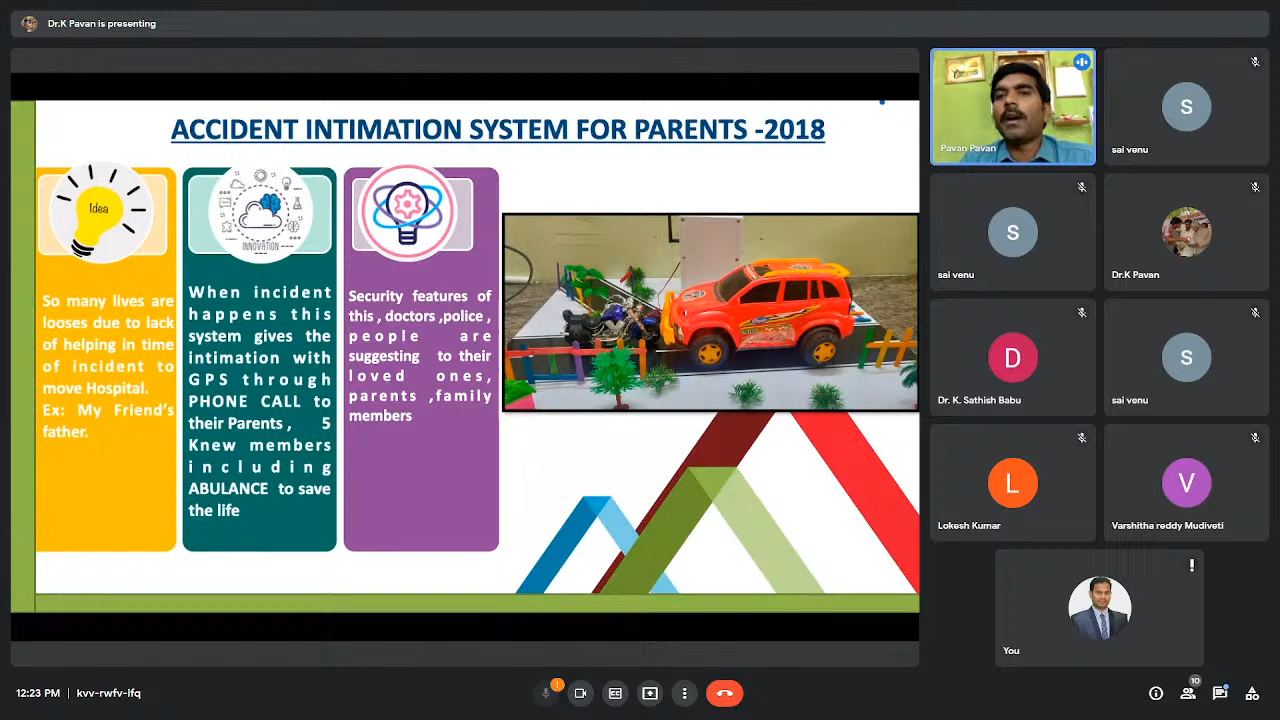 Dr.K Pavan is presenting
ACCIDENT INTIMATION SYSTEM FOR PARENTS -2018
Idea
So many lives are
looses due to lack
of helping in time
of incident to
move Hospital.
Ex: My Friend's
father.
INNOVATION
When incident
happens this
system gives the
intimation with
GPS through
PHONE CALL to
their Parents , 5
Knew members
including
ABULANCE to save
the life
Security features of
this , doctors ,police ,
people are
suggesting to their
loved ones,
parents ,family
members
Pavan Pavan
S
sai venu
S
sai venu
Dr.K Pavan
D
Dr. K. Sathish Babu
S
sai venu
L
Lokesh Kumar
V
Varshitha reddy Mudiveti
You
12:23 PM | kvv-rwfv-lfq
10